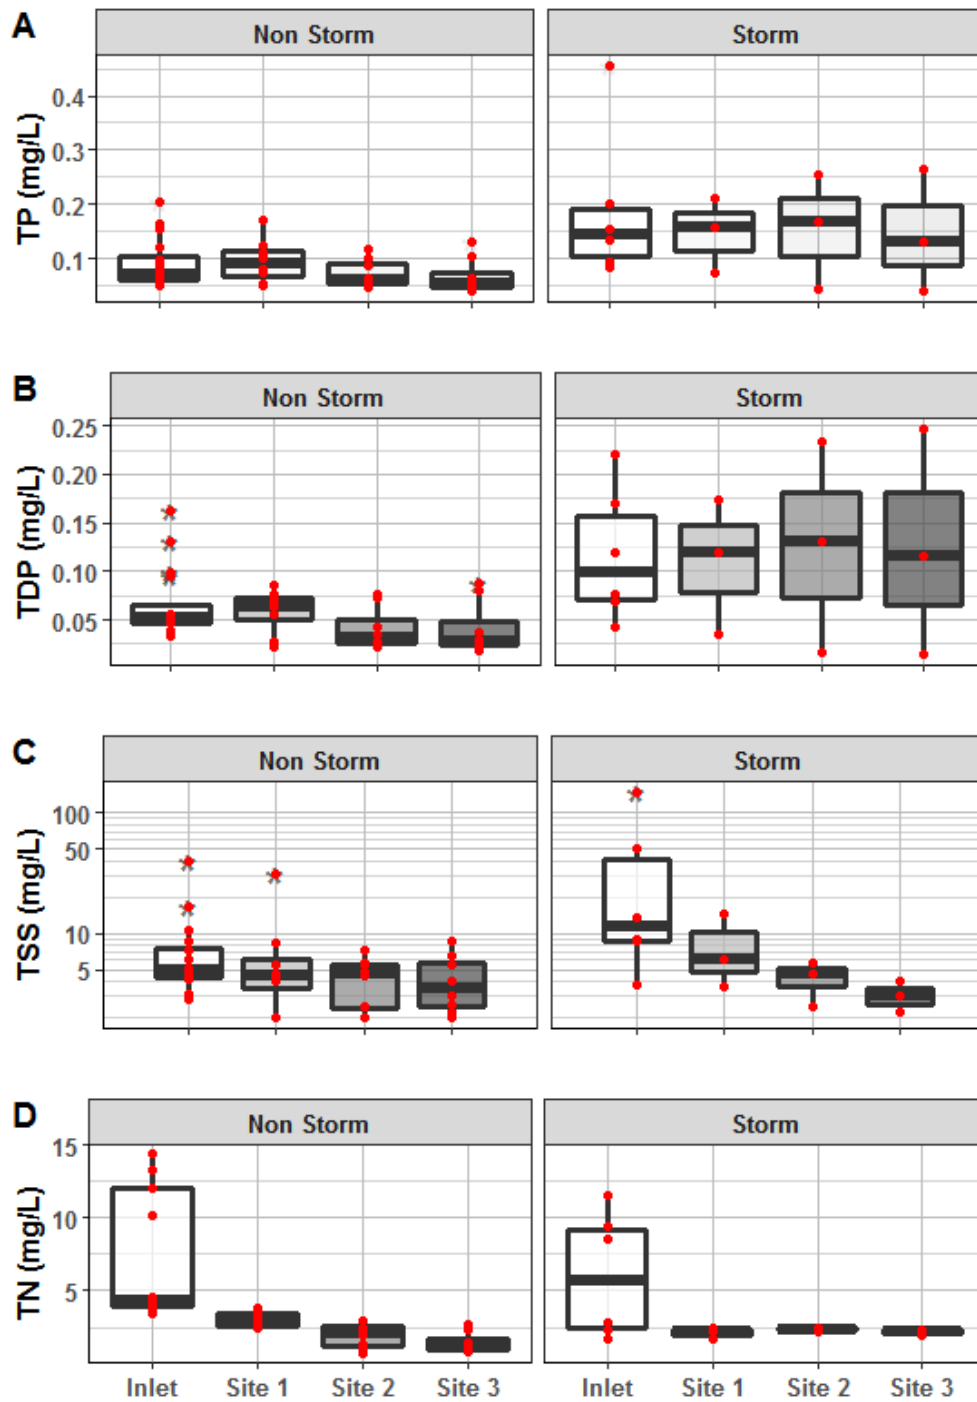 A
Non Storm Storm
TP (mg/L)
0.4
0.3
0.2
0.1
B
Non Storm Storm
TDP (mg/L)
0.25
0.20
0.15
0.10
0.05
C
Non Storm Storm
TSS (mg/L)
100
50
10
5
D
Non Storm Storm
TN (mg/L)
15
10
5
Inlet Site 1 Site 2 Site 3 Inlet Site 1 Site 2 Site 3